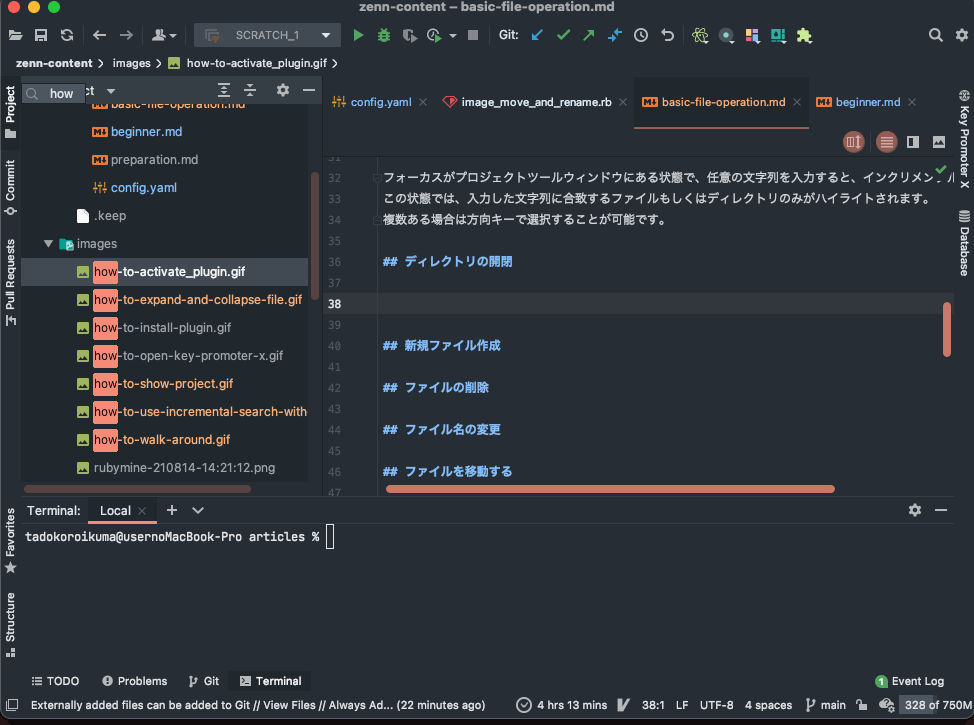 zenn-content – basic-file-operation.md
SCRATCH_1
Git:
zenn-content > images > how-to-activate_plugin.gif
how
ct
config.yaml
image_move_and_rename.rb
basic-file-operation.md
beginner.md
Project
Commit
Pull Requests
Favorites
Structure
Key Promoter X
Database
basic-file-operation.md
beginner.md
preparation.md
config.yaml
.keep
images
how-to-activate_plugin.gif
how-to-expand-and-collapse-file.gif
how-to-install-plugin.gif
how-to-open-key-promoter-x.gif
how-to-show-project.gif
how-to-use-incremental-search-with
how-to-walk-around.gif
rubymine-210814-14:21:12.png
31
32 フォーカスがプロジェクトツールウィンドウにある状態で、任意の文字列を入力すると、インクリメンタル
33 この状態では、入力した文字列に合致するファイルもしくはディレクトリのみがハイライトされます。
34 複数ある場合は方向キーで選択することが可能です。
35
36 ## ディレクトリの開閉
37
38
39
40 ## 新規ファイル作成
41
42 ## ファイルの削除
43
44 ## ファイル名の変更
45
46 ## ファイルを移動する
47
Terminal: Local
tadokoroikuma@usernoMacBook-Pro articles %
TODO Problems Git Terminal
1 Event Log
Externally added files can be added to Git // View Files // Always Ad... (22 minutes ago)
4 hrs 13 mins 38:1 LF UTF-8 4 spaces main 328 of 750M